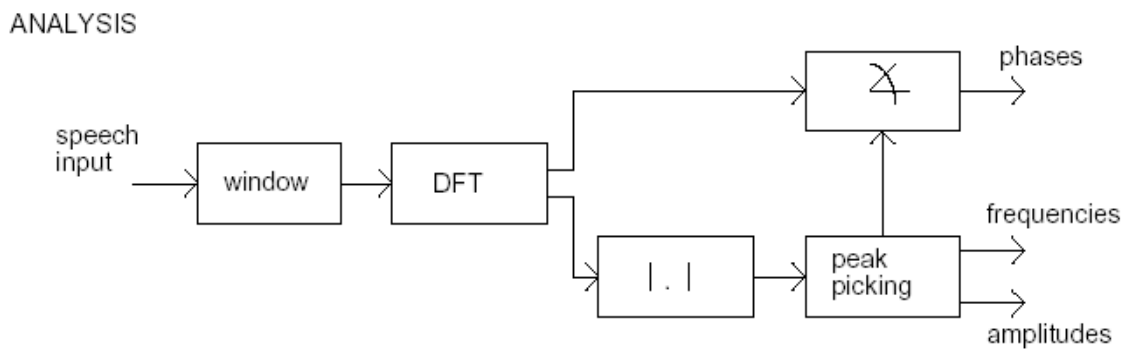 ANALYSIS
phases
speech
input
window
DFT
frequencies
| . |
peak
picking
amplitudes